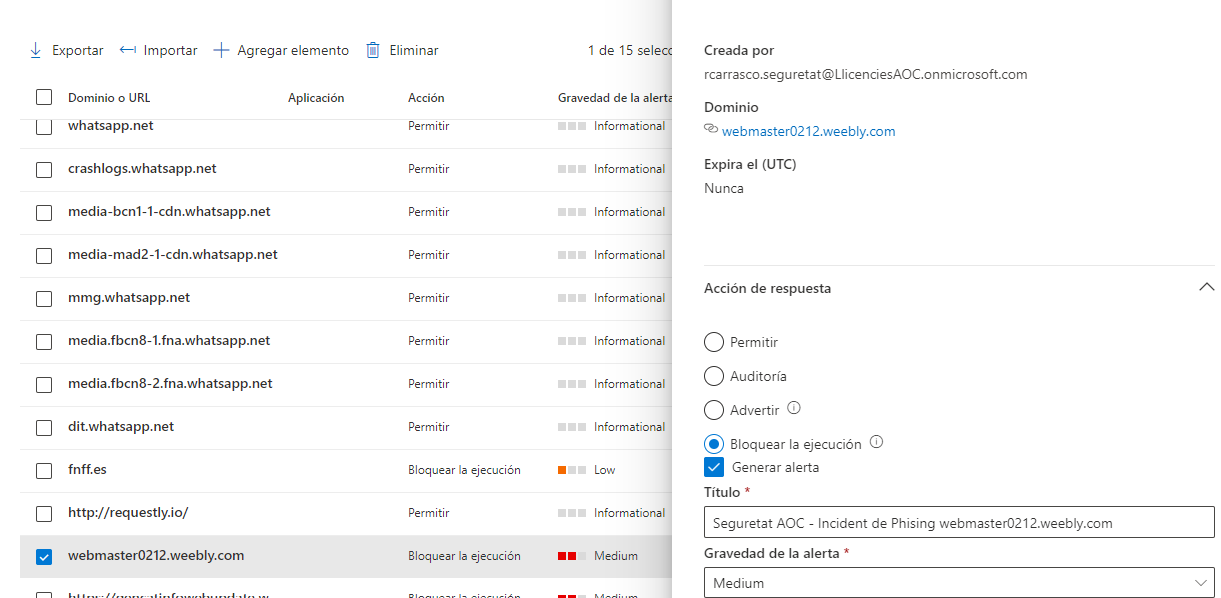 Exportar Importar Agregar elemento Eliminar 1 de 15 selecc
Dominio o URL Aplicación Acción Gravedad de la alerta
whatsapp.net Permitir Informational
crashlogs.whatsapp.net Permitir Informational
media-bcn1-1-cdn.whatsapp.net Permitir Informational
media-mad2-1-cdn.whatsapp.net Permitir Informational
mmg.whatsapp.net Permitir Informational
media.fbcn8-1.fna.whatsapp.net Permitir Informational
media.fbcn8-2.fna.whatsapp.net Permitir Informational
dit.whatsapp.net Permitir Informational
fnff.es Bloquear la ejecución Low
http://requestly.io/ Permitir Informational
webmaster0212.weebly.com Bloquear la ejecución Medium
Bloquear la ejecución Medium
Creada por
rcarrasco.seguretat@LlicenciesAOC.onmicrosoft.com
Dominio
webmaster0212.weebly.com
Expira el (UTC)
Nunca
Acción de respuesta
Permitir
Auditoría
Advertir
Bloquear la ejecución
Generar alerta
Título *
Seguretat AOC - Incident de Phising webmaster0212.weebly.com
Gravedad de la alerta *
Medium